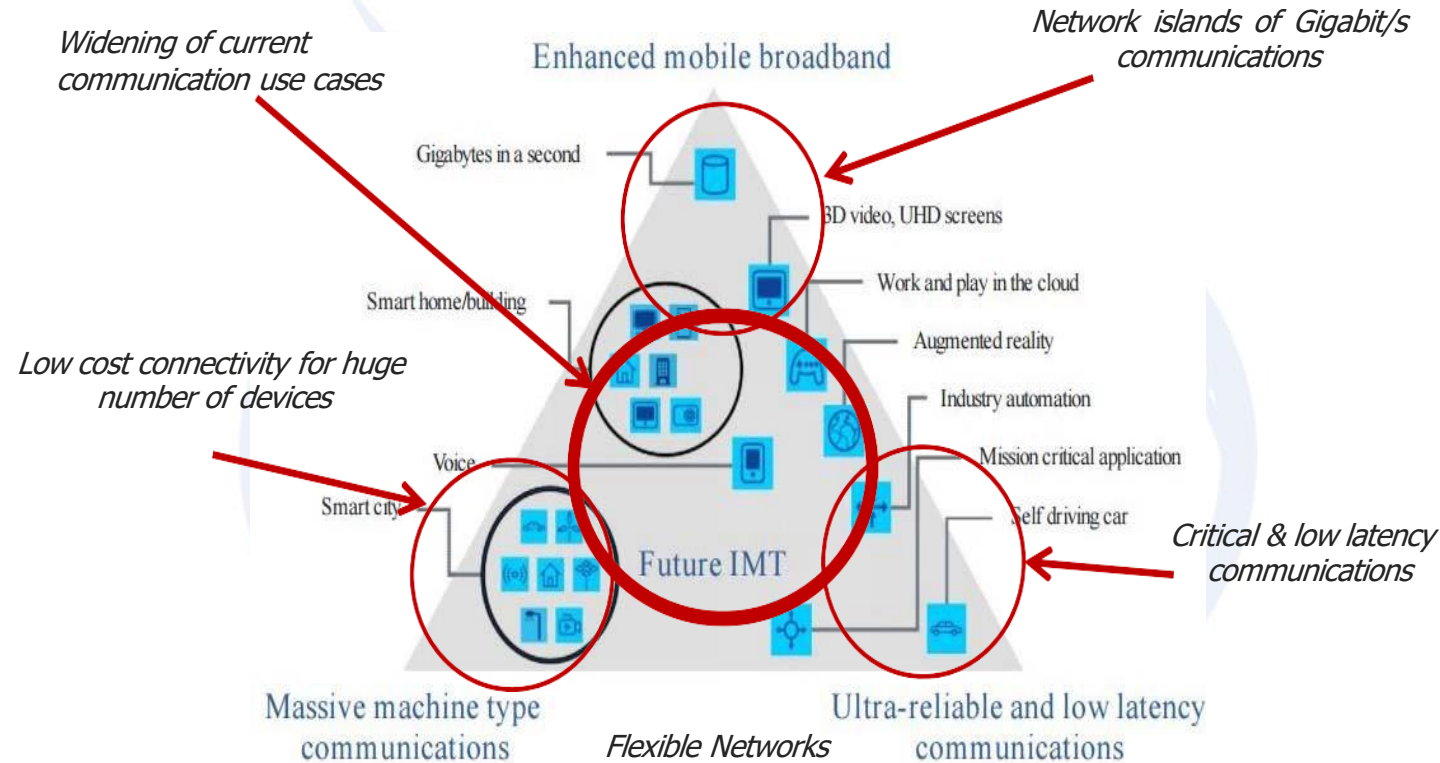 Widening of current
communication use cases
Network islands of Gigabit/s
communications
Enhanced mobile broadband
Gigabytes in a second
3D video, UHD screens
Smart home/building
Work and play in the cloud
Augmented reality
Low cost connectivity for huge
number of devices
Industry automation
Voice
Mission critical application
Smart city
Self driving car
Critical & low latency
communications
Future IMT
Massive machine type
communications
Flexible Networks
Ultra-reliable and low latency
communications